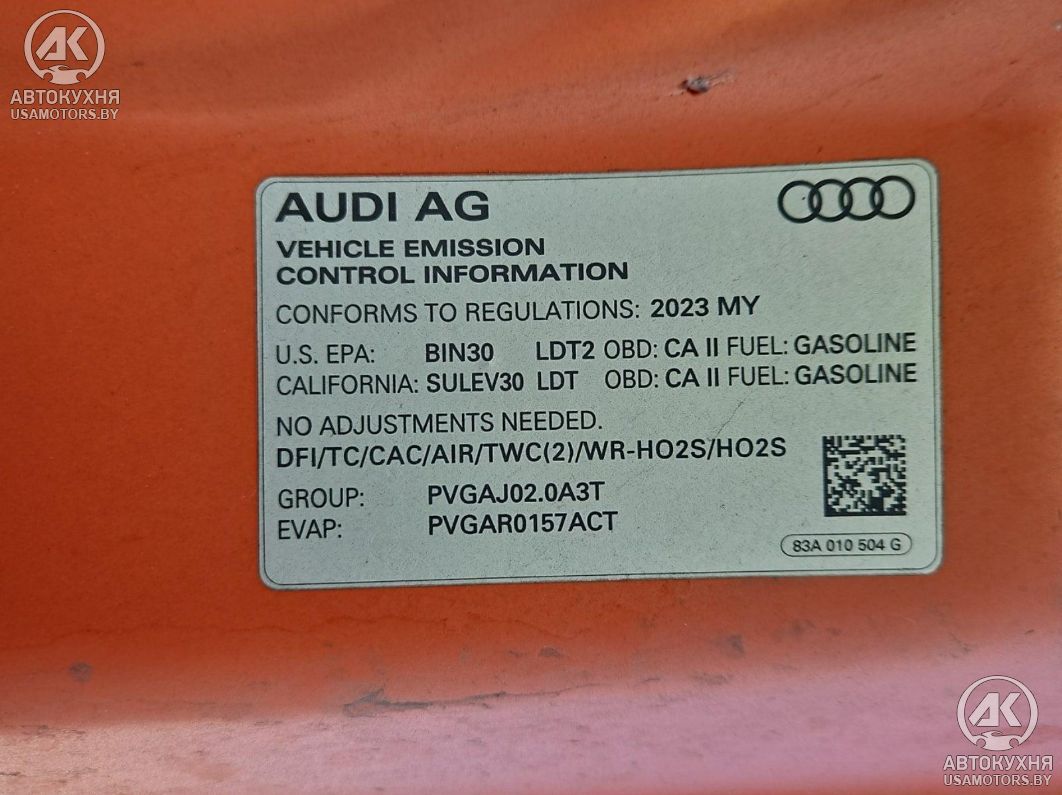 AK
АВТОКУХНЯ
USAMOTORS.BY
AUDI AG
VEHICLE EMISSION
CONTROL INFORMATION
CONFORMS TO REGULATIONS: 2023 MY
U.S. EPA: BIN30 LDT2 OBD: CA II FUEL: GASOLINE
CALIFORNIA: SULEV30 LDT OBD: CA II FUEL: GASOLINE
NO ADJUSTMENTS NEEDED.
DFI/TC/CAC/AIR/TWC(2)/WR-HO2S/HO2S
GROUP: PVGAJ02.0A3T
EVAP: PVGAR0157ACT
83A 010 504 G
AK
АВТОКУХНЯ
USAMOTORS.BY